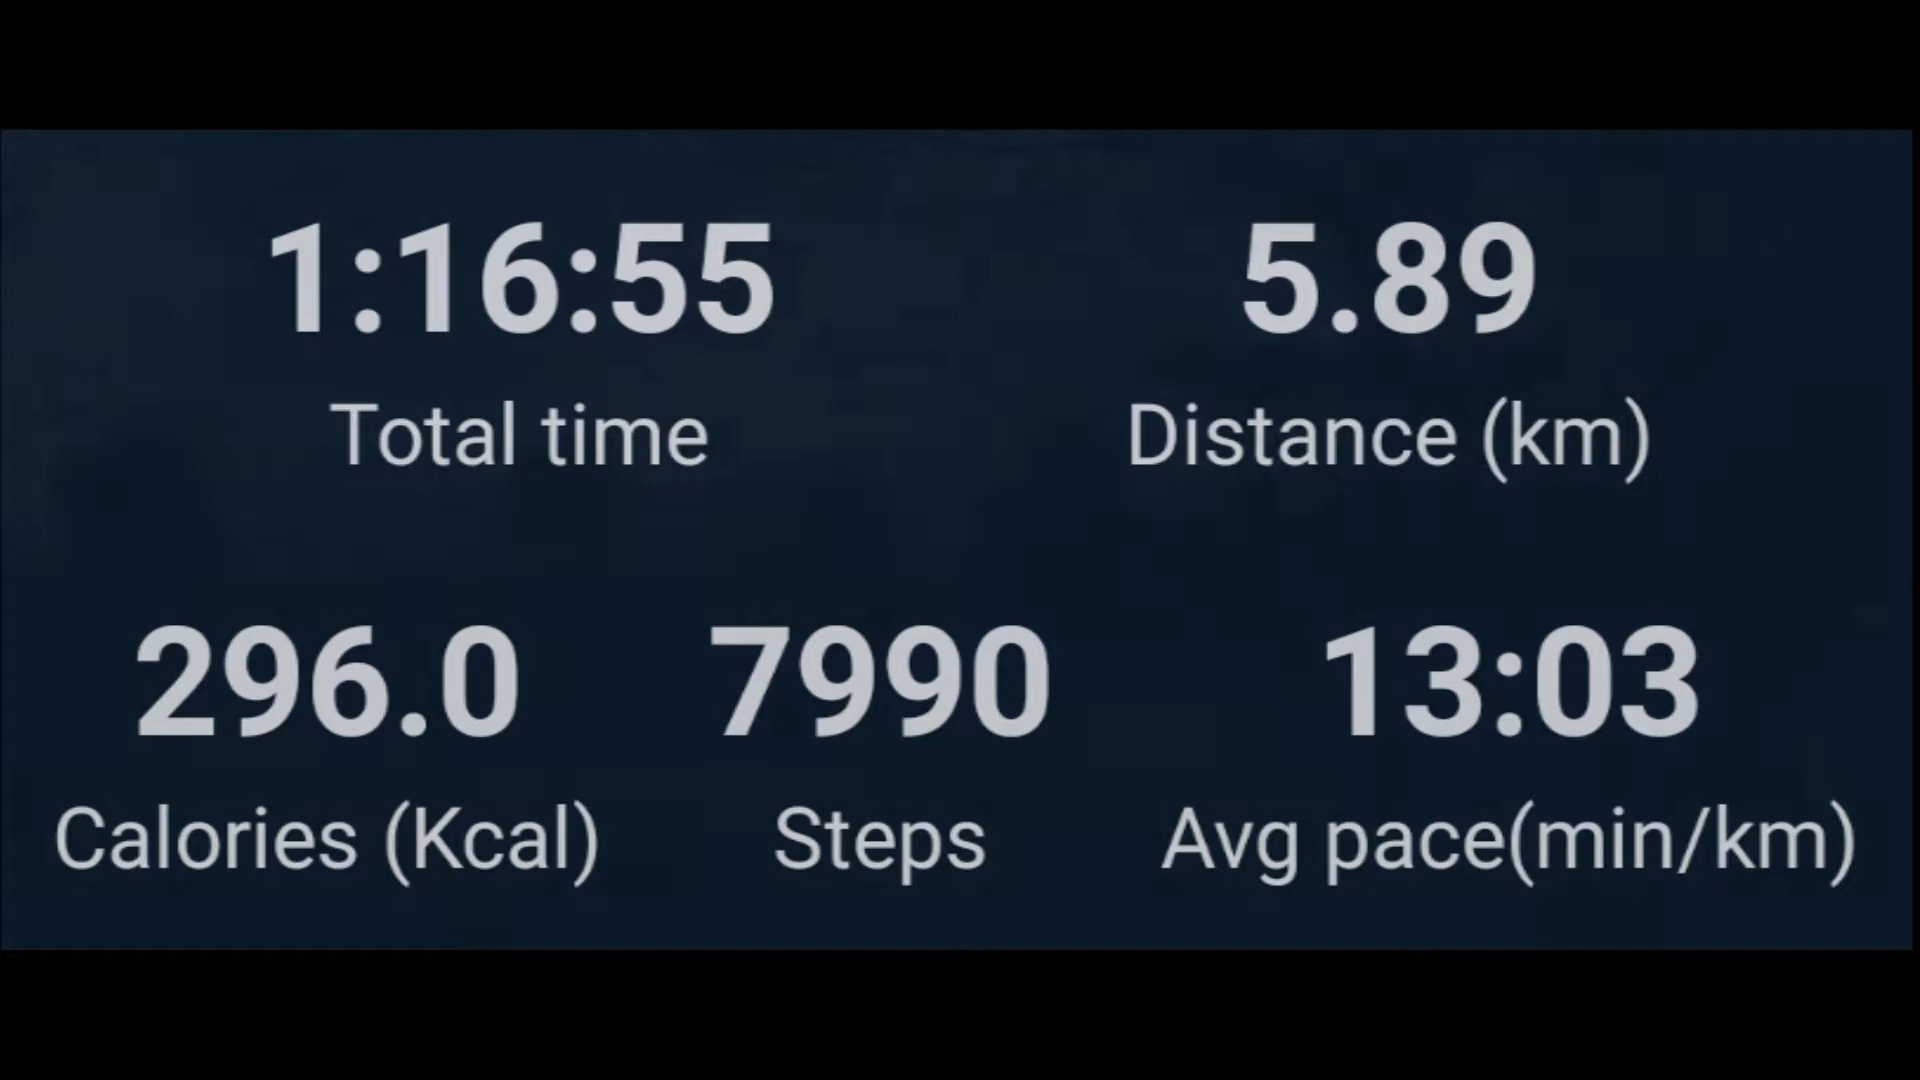 1:16:55 5.89
Total time Distance (km)
296.0 7990 13:03
Calories (Kcal) Steps Avg pace(min/km)